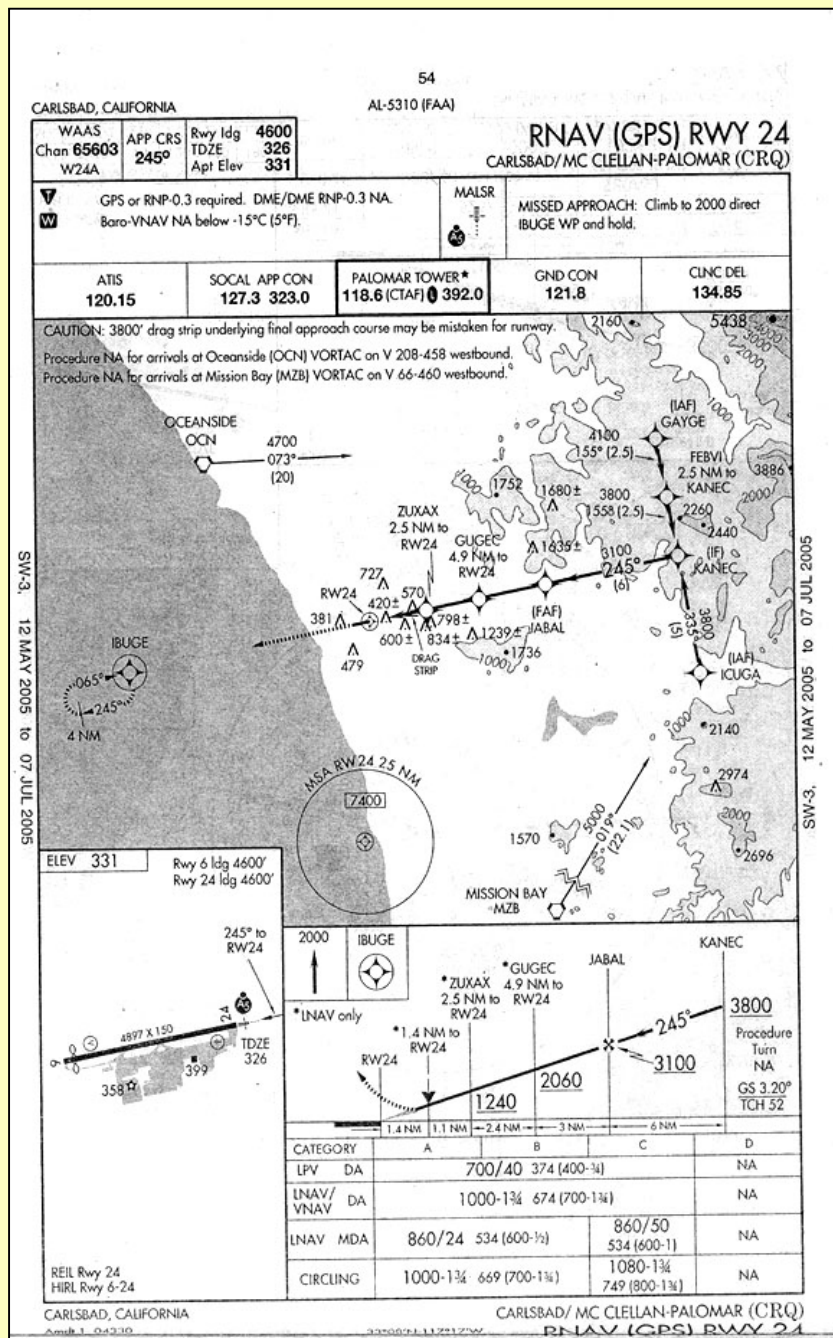 54
CARLSBAD, CALIFORNIA
AL-5310 (FAA)
WAAS
Chan 65603
W24A
APP CRS
245°
Rwy ldg 4600
TDZE 326
Apt Elev 331
RNAV (GPS) RWY 24
CARLSBAD/MC CLELLAN-PALOMAR (CRQ)
T
W
GPS or RNP-0.3 required. DME/DME RNP-0.3 NA.
Baro-VNAV NA below -15°C (5°F).
MALSR
A5
MISSED APPROACH: Climb to 2000 direct
IBUGE WP and hold.
ATIS
120.15
SOCAL APP CON
127.3 323.0
PALOMAR TOWER★
118.6 (CTAF) L 392.0
GND CON
121.8
CLNC DEL
134.85
CAUTION: 3800' drag strip underlying final approach course may be mistaken for runway.
Procedure NA for arrivals at Oceanside (OCN) VORTAC on V 208-458 westbound.
Procedure NA for arrivals at Mission Bay (MZB) VORTAC on V 66-460 westbound.
2160
5438
4000
3000
2000
1000
OCEANSIDE
OCN
4700
073°
(20)
(IAF)
GAYGE
4100
155° (2.5)
FEBVI
2.5 NM to
KANEC
3886
2000
1000
1752
1680±
3800
1558 (2.5)
2260
2440
ZUXAX
2.5 NM to
RW24
GUGEC
4.9 NM to
RW24
1635±
3100
245°
(6)
(IF)
KANEC
727
RW24
420±
570
381
600±
798±
834±
1239±
(FAF)
JABAL
3800
335°
(5)
479
DRAG
STRIP
1000
1736
(IAF)
ICUGA
IBUGE
065°
245°
4 NM
1000
2140
2974
2000
2696
MSA RW24 25 NM
7400
1570
5000
019°
(22.1)
MISSION BAY
MZB
SW-3, 12 MAY 2005 to 07 JUL 2005
SW-3, 12 MAY 2005 to 07 JUL 2005
ELEV 331
Rwy 6 ldg 4600'
Rwy 24 ldg 4600'
245° to
RW24
A5
24
4897 X 150
TDZE
326
6
358
399
REIL Rwy 24
HIRL Rwy 6-24
2000
IBUGE
*LNAV only
*1.4 NM to
RW24
RW24
*ZUXAX
2.5 NM to
RW24
*GUGEC
4.9 NM to
RW24
JABAL
KANEC
245°
3800
3100
2060
1240
Procedure
Turn
NA
GS 3.20°
TCH 52
1.4 NM
1.1 NM
2.4 NM
3 NM
6 NM
CATEGORY A B C D
LPV DA 700/40 374 (400-¾) NA
LNAV/
VNAV DA 1000-1¾ 674 (700-1¾) NA
LNAV MDA 860/24 534 (600-½) 860/50
534 (600-1) NA
CIRCLING 1000-1¾ 669 (700-1¾) 1080-1¾
749 (800-1¾) NA
CARLSBAD, CALIFORNIA
CARLSBAD/ MC CLELLAN-PALOMAR (CRQ)
RNAV (GPS) RWY 24